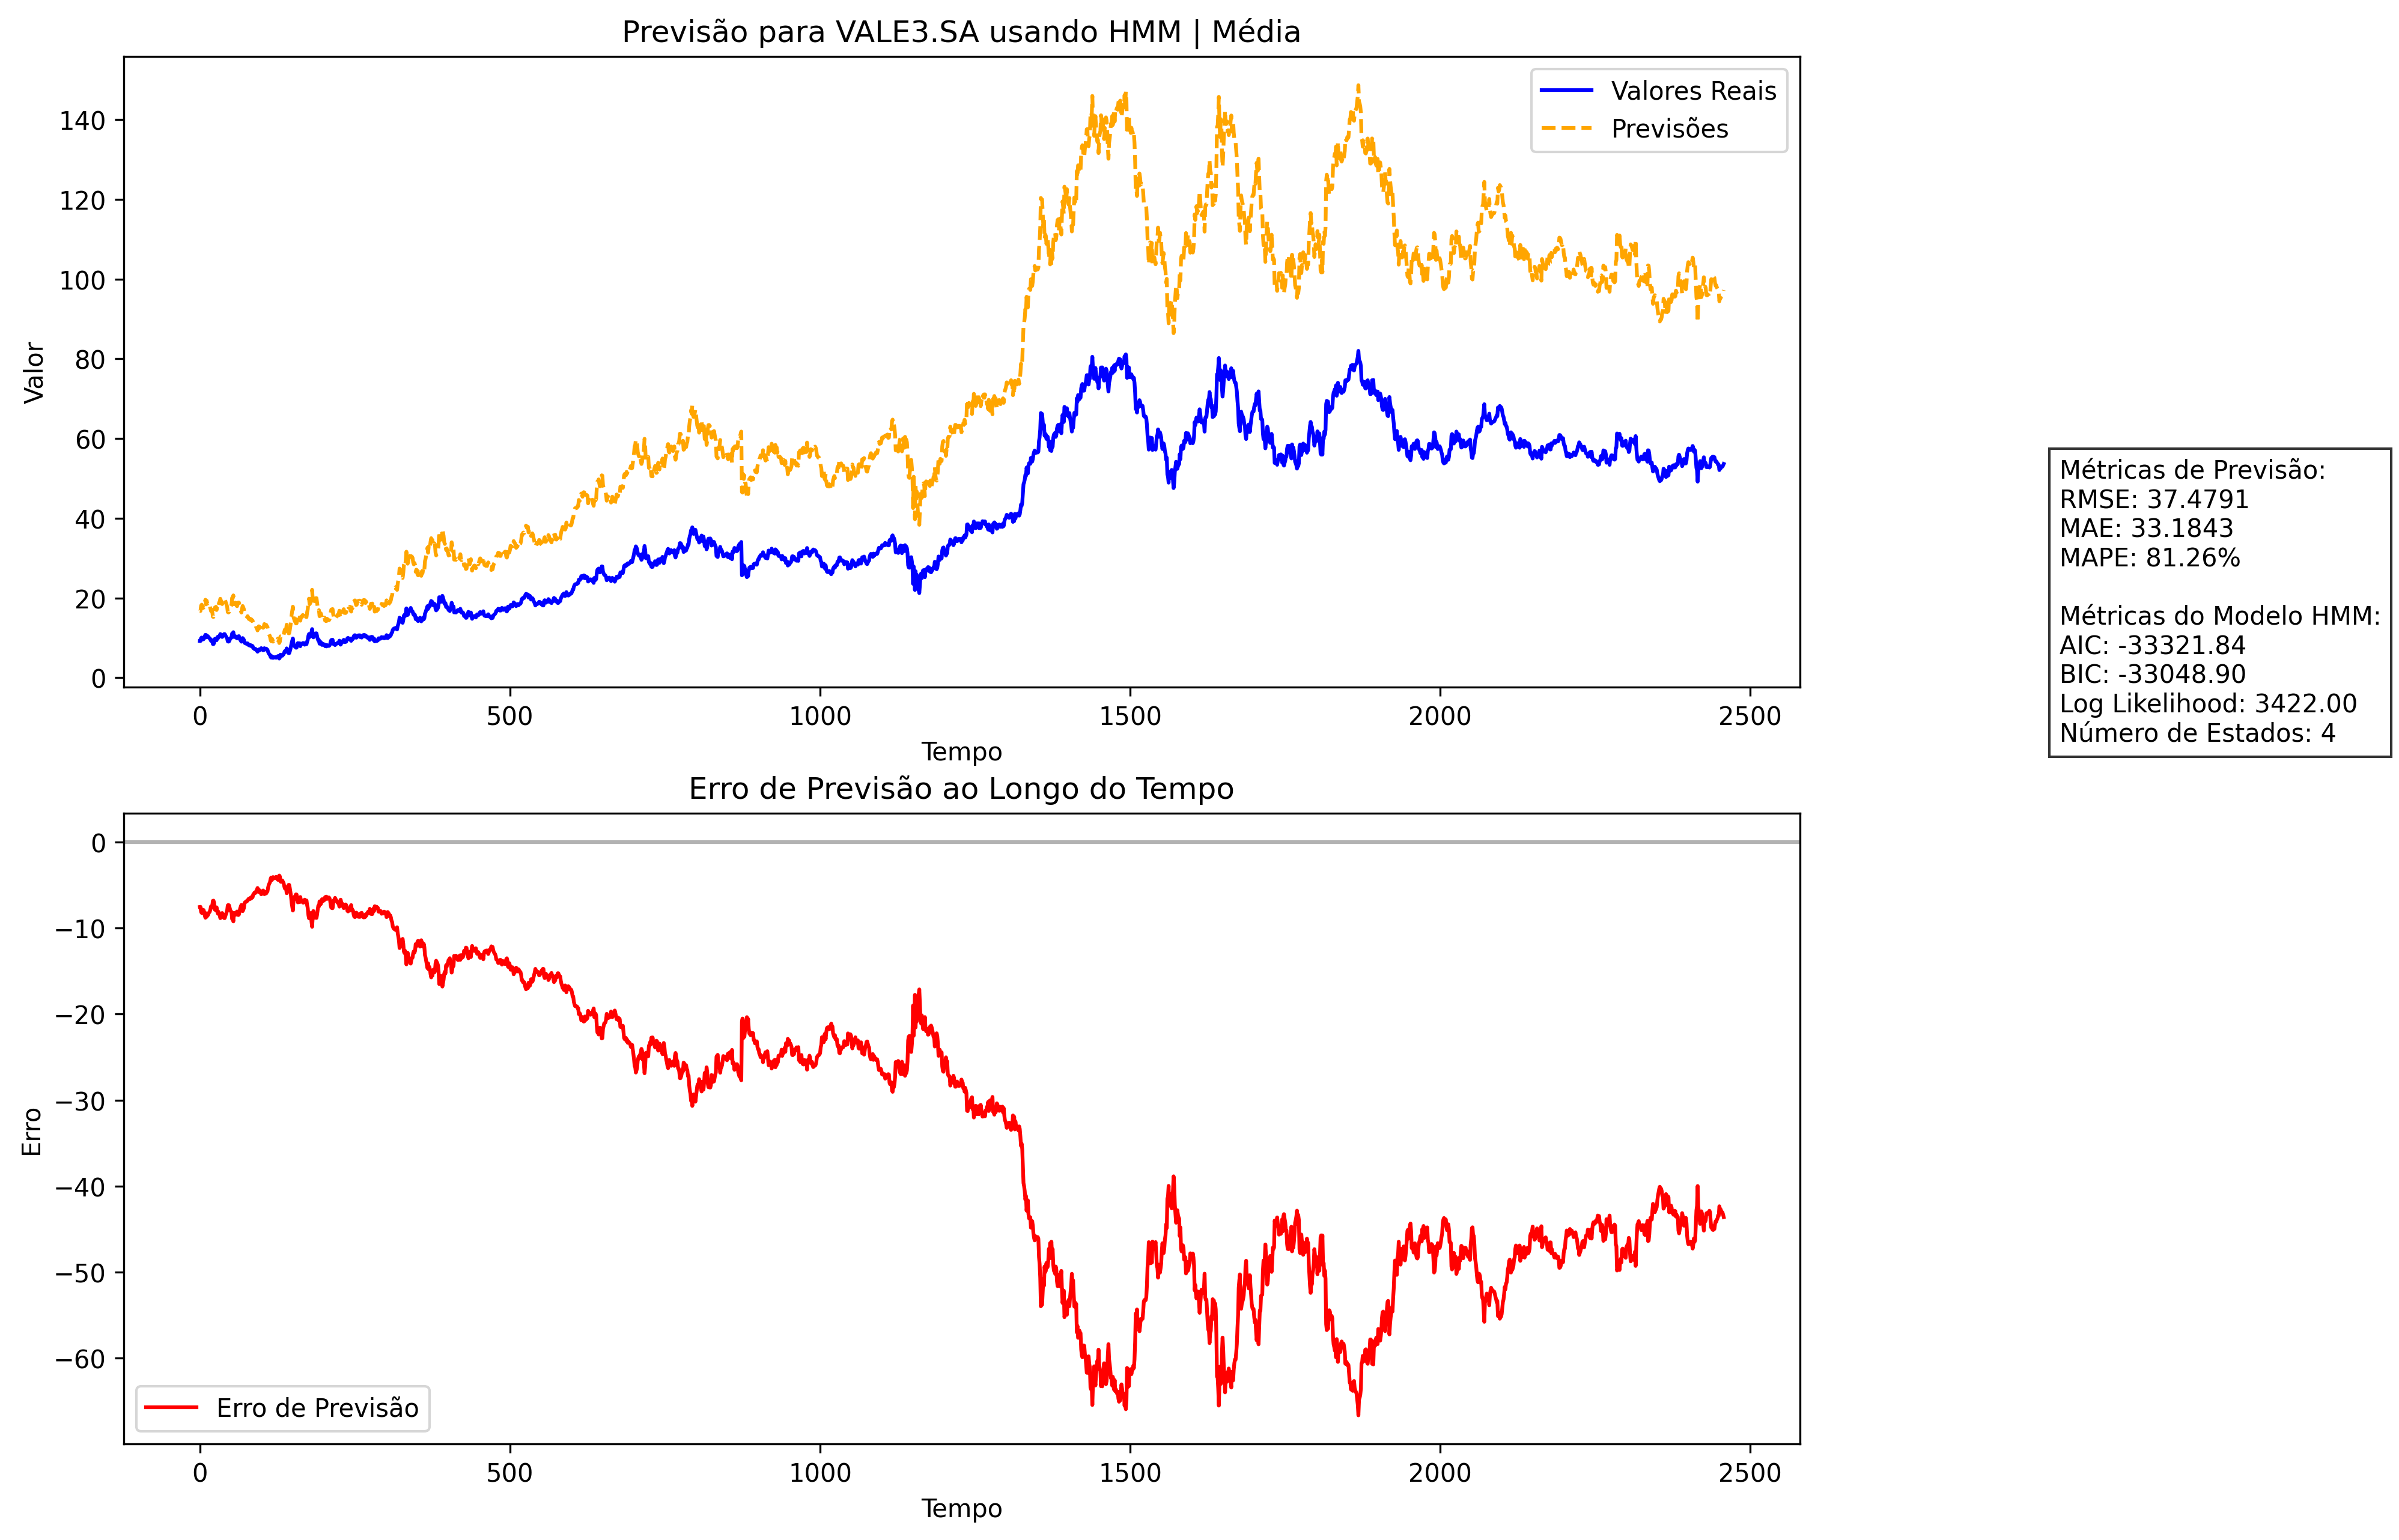 Previsão para VALE3.SA usando HMM | Média
Valores Reais
Previsões
Valor
140
120
100
80
60
40
20
0
0
500
1000
1500
2000
2500
Tempo
Métricas de Previsão:
RMSE: 37.4791
MAE: 33.1843
MAPE: 81.26%
Métricas do Modelo HMM:
AIC: -33321.84
BIC: -33048.90
Log Likelihood: 3422.00
Número de Estados: 4
Erro de Previsão ao Longo do Tempo
Erro
0
−10
−20
−30
−40
−50
−60
Erro de Previsão
0
500
1000
1500
2000
2500
Tempo